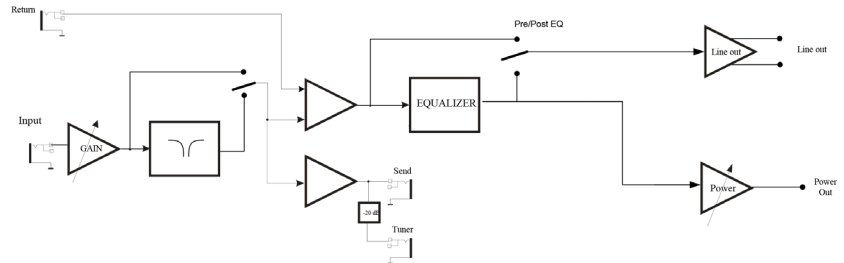 Return
Pre/Post EQ
Line out
Line out
Input
GAIN
EQUALIZER
Send
-20 dB
Tuner
Power
Power
Out